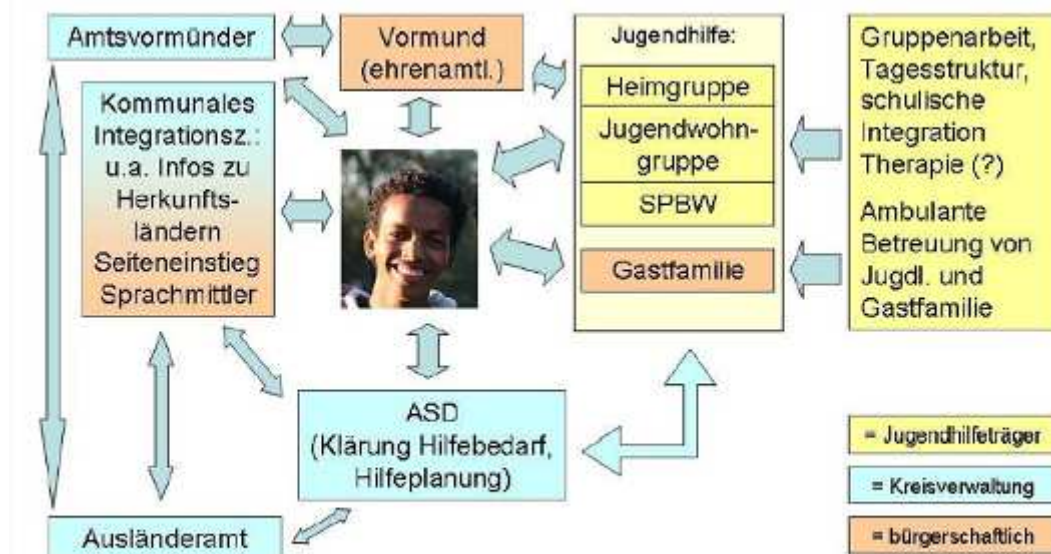 Amtsvormünder
Vormund
(ehrenamtl.)
Kommunales
Integrationsz.:
u.a. Infos zu
Herkunfts-
ländern
Seiteneinstieg
Sprachmittler
Jugendhilfe:
Heimgruppe
Jugendwohn-
gruppe
SPBW
Gastfamilie
Gruppenarbeit,
Tagesstruktur,
schulische
Integration
Therapie (?)
Ambulante
Betreuung von
Jugdl. und
Gastfamilie
ASD
(Klärung Hilfebedarf,
Hilfeplanung)
Ausländeramt
= Jugendhilfeträger
= Kreisverwaltung
= bürgerschaftlich